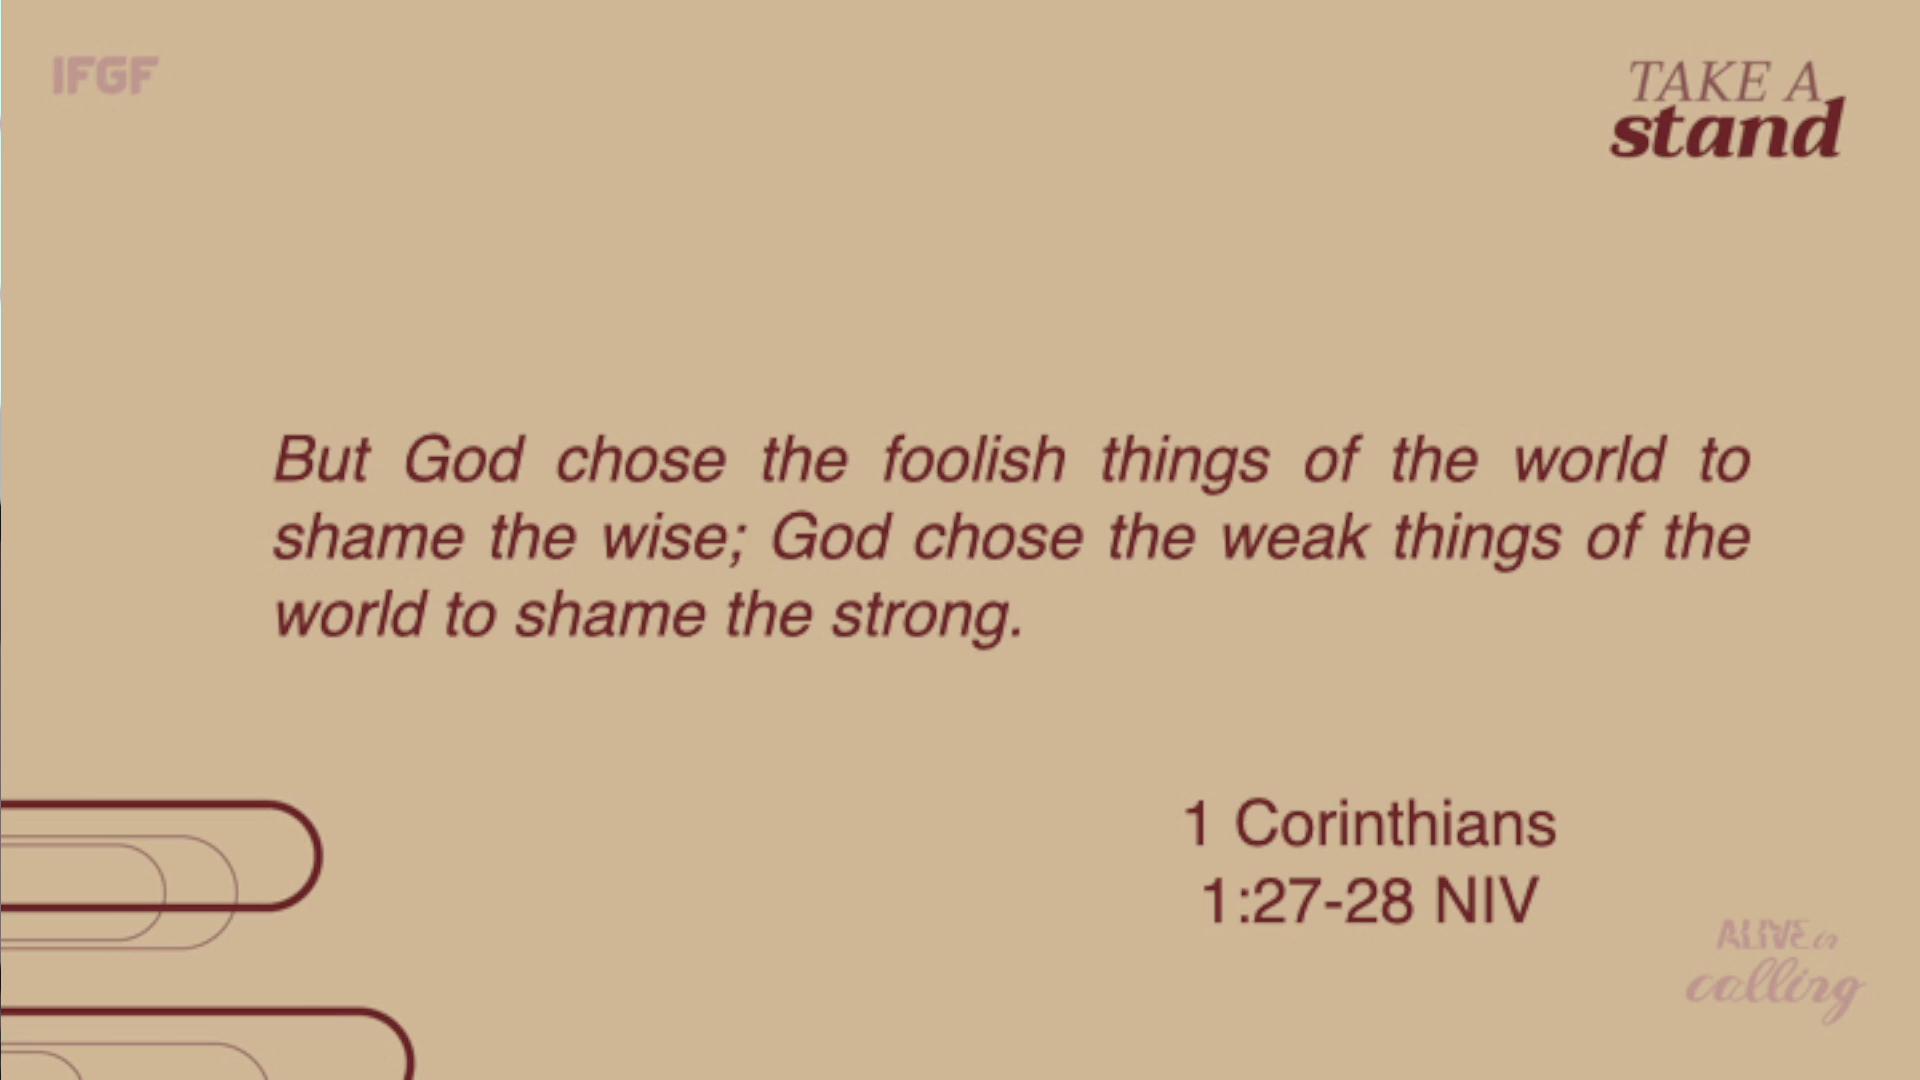 IFGF
TAKE A
stand
But God chose the foolish things of the world to
shame the wise; God chose the weak things of the
world to shame the strong.
1 Corinthians
1:27-28 NIV
ALIVE in
calling